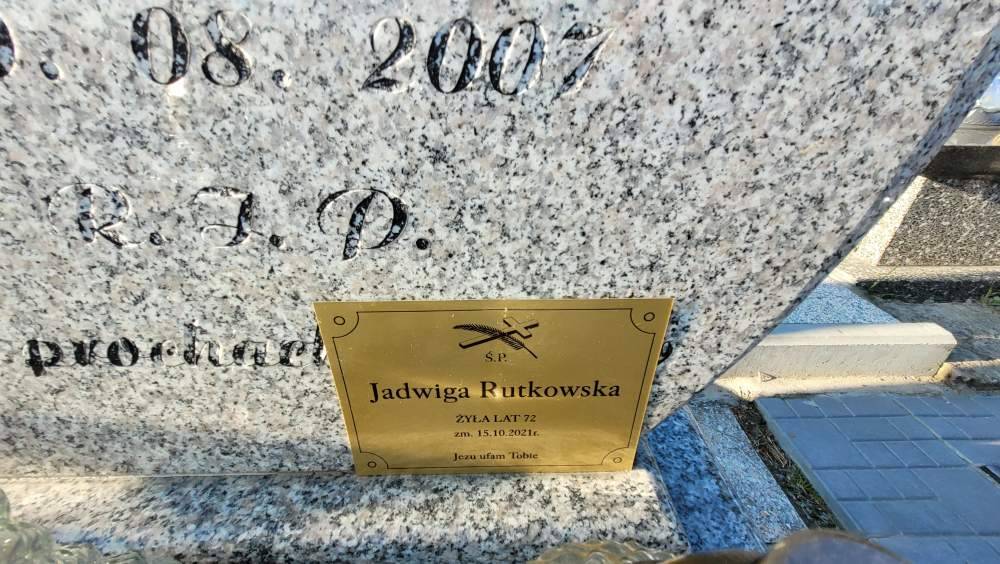 08. 2007
R.I.P.
Ś.P.
Jadwiga Rutkowska
ŻYŁA LAT 72
zm. 15.10.2021r.
Jezu ufam Tobie